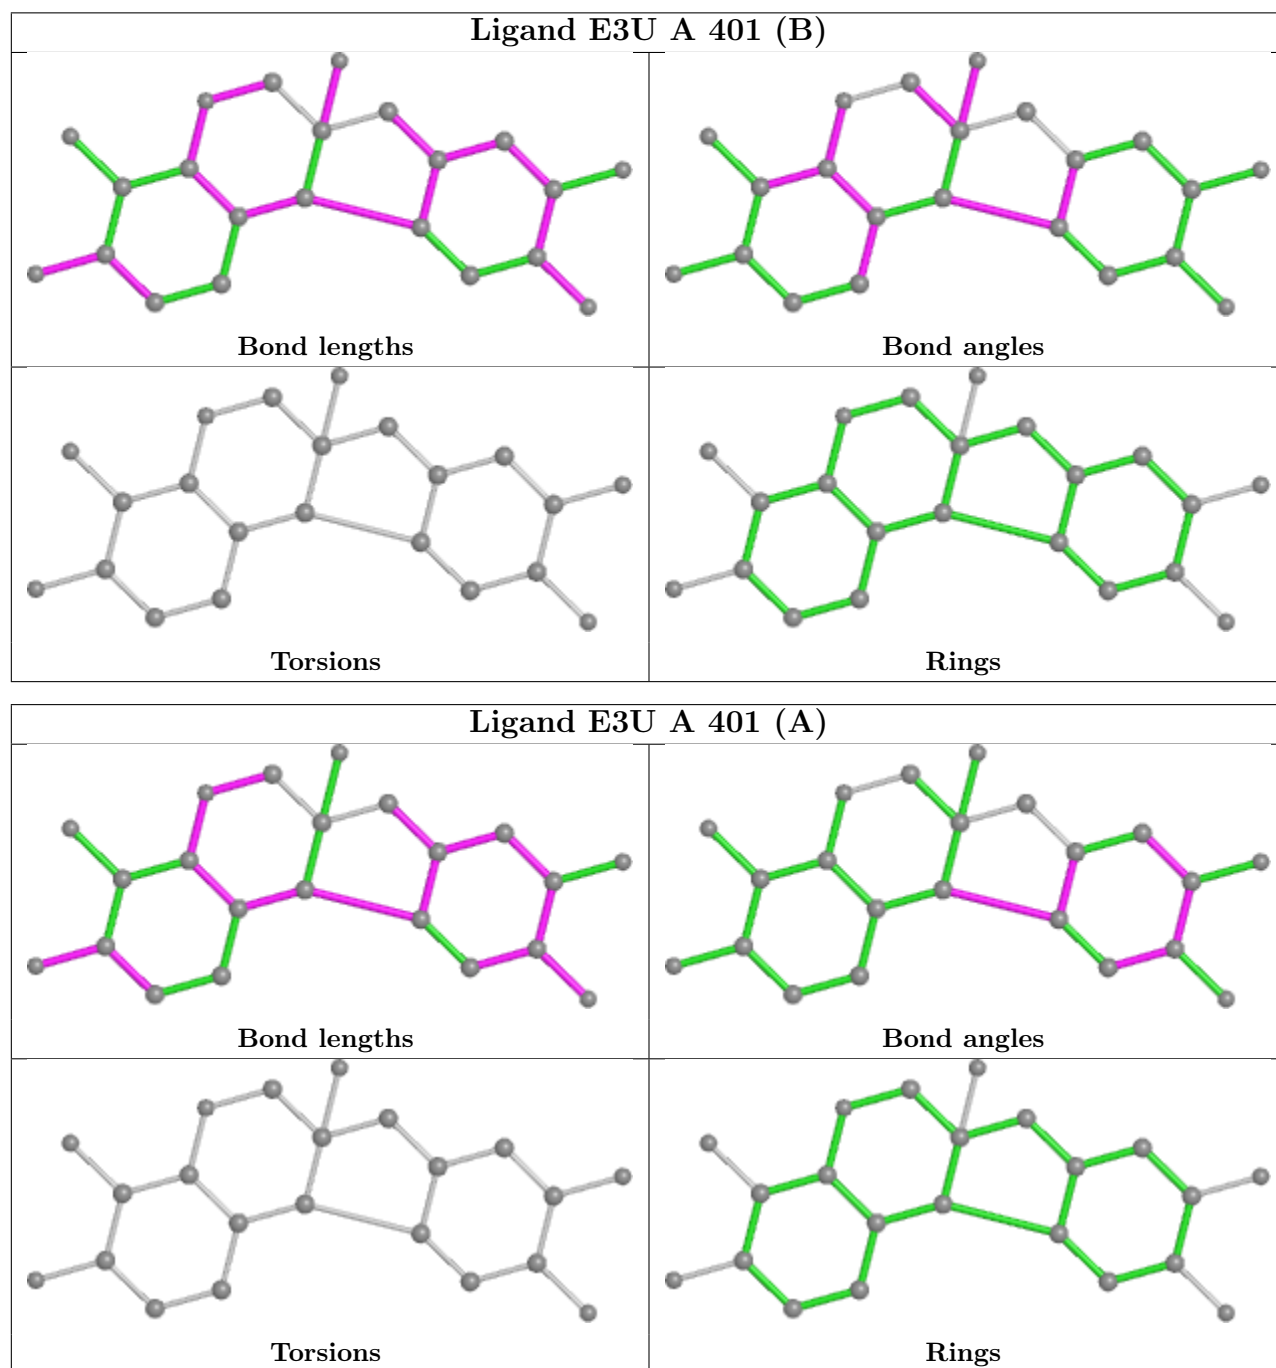 Ligand E3U A 401 (B)
Bond lengths
Bond angles
Torsions
Rings
Ligand E3U A 401 (A)
Bond lengths
Bond angles
Torsions
Rings